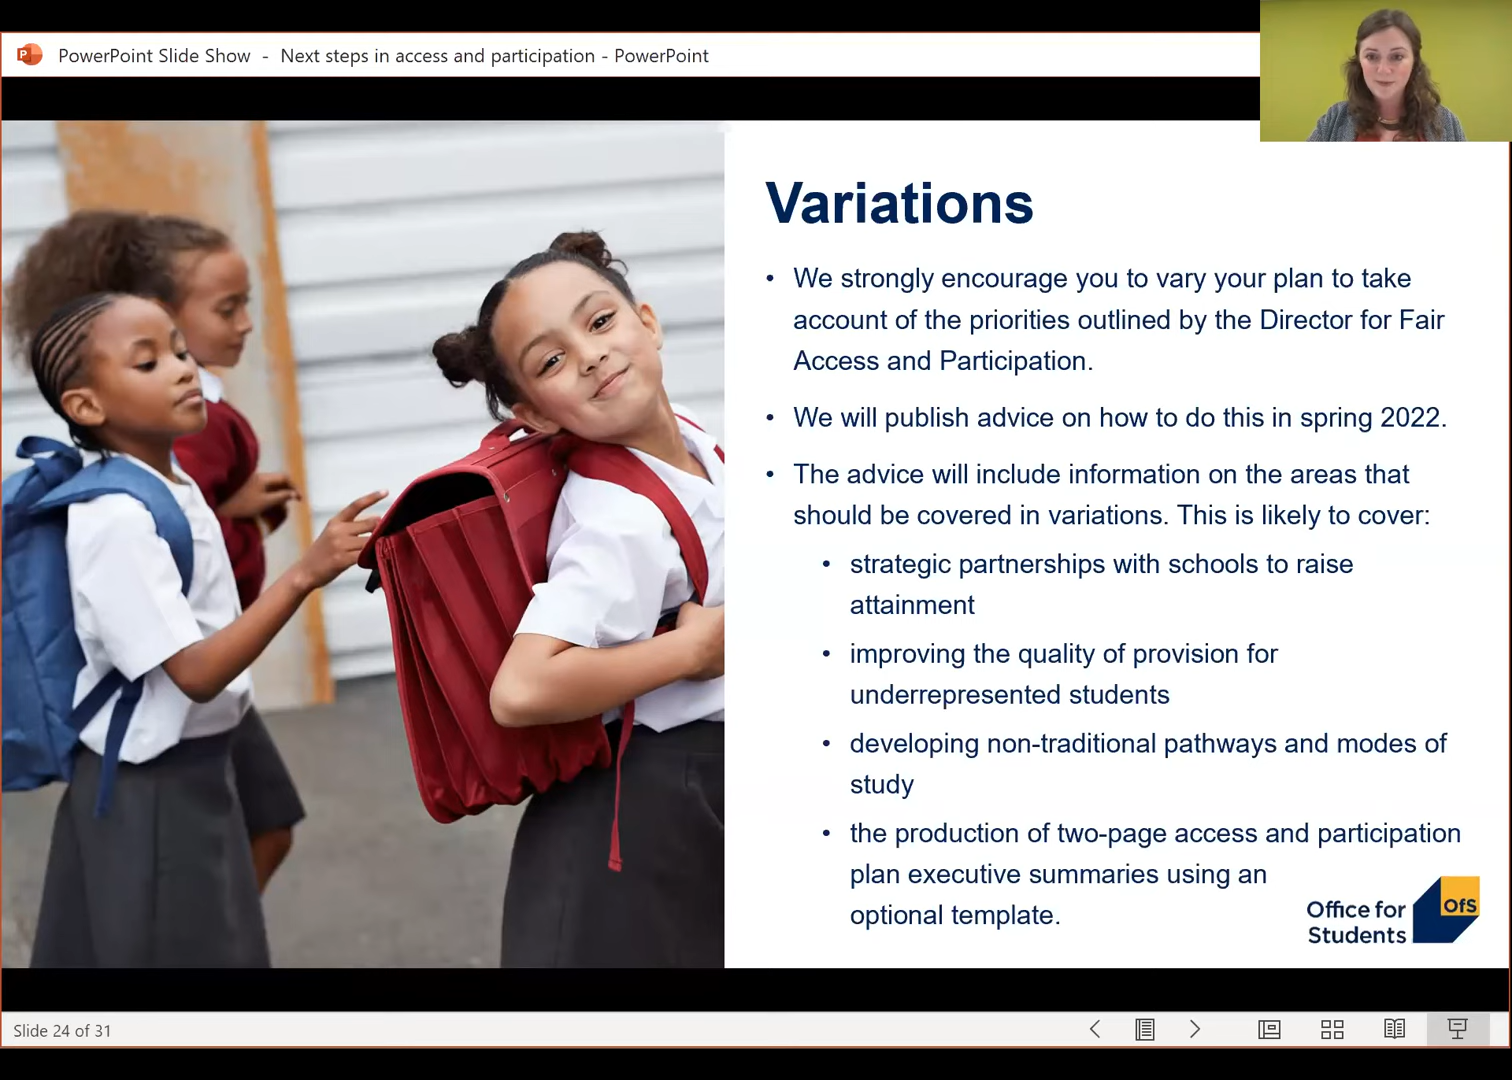 PowerPoint Slide Show - Next steps in access and participation - PowerPoint
Variations
• We strongly encourage you to vary your plan to take
account of the priorities outlined by the Director for Fair
Access and Participation.
• We will publish advice on how to do this in spring 2022.
• The advice will include information on the areas that
should be covered in variations. This is likely to cover:
• strategic partnerships with schools to raise
attainment
• improving the quality of provision for
underrepresented students
• developing non-traditional pathways and modes of
study
• the production of two-page access and participation
plan executive summaries using an
optional template.
Office for
Students
OfS
Slide 24 of 31